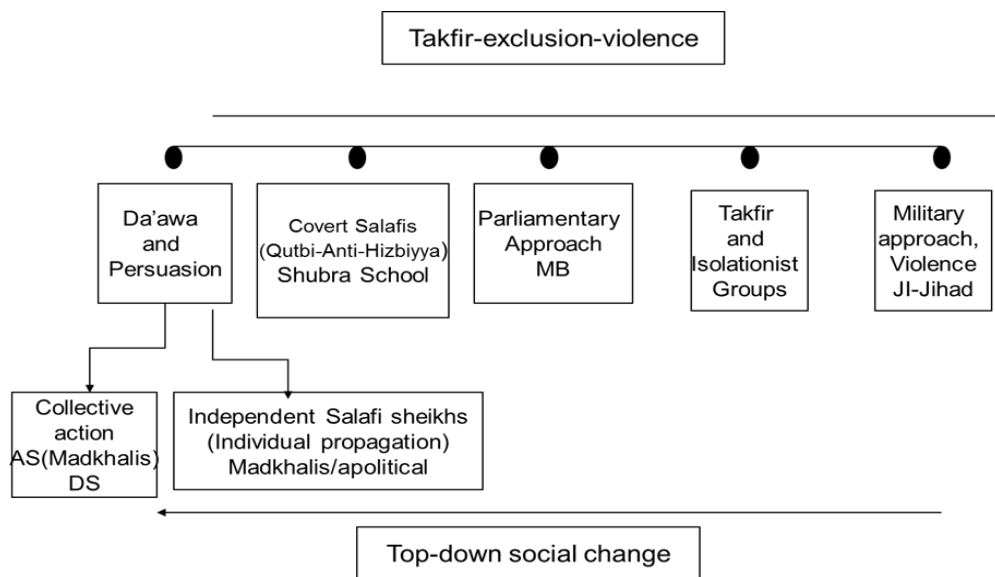 Takfir-exclusion-violence
Da'awa
and
Persuasion
Covert Salafis
(Qutbi-Anti-Hizbiyya)
Shubra School
Parliamentary
Approach
MB
Takfir
and
Isolationist
Groups
Military
approach,
Violence
JI-Jihad
Collective
action
AS(Madkhalis)
DS
Independent Salafi sheikhs
(Individual propagation)
Madkhalis/apolitical
Top-down social change